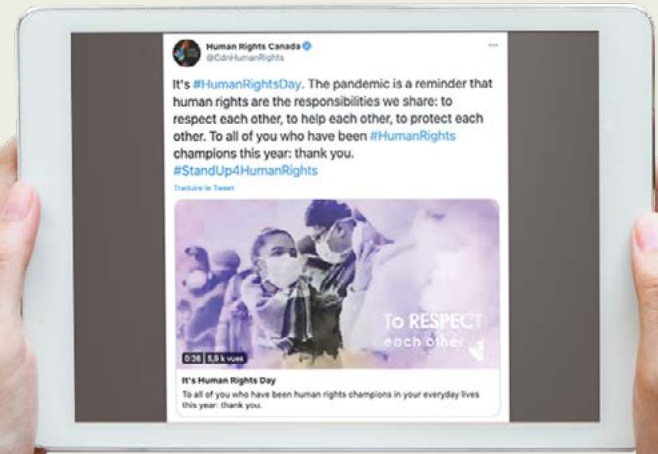 Human Rights Canada
@CdnHumanRights
It's #HumanRightsDay. The pandemic is a reminder that
human rights are the responsibilities we share: to
respect each other, to help each other, to protect each
other. To all of you who have been #HumanRights
champions this year: thank you.
#StandUp4HumanRights
Traduire le Tweet
To RESPECT
each other
0:26 5,9 k vues
It's Human Rights Day
To all of you who have been human rights champions in your everyday lives
this year: thank you.